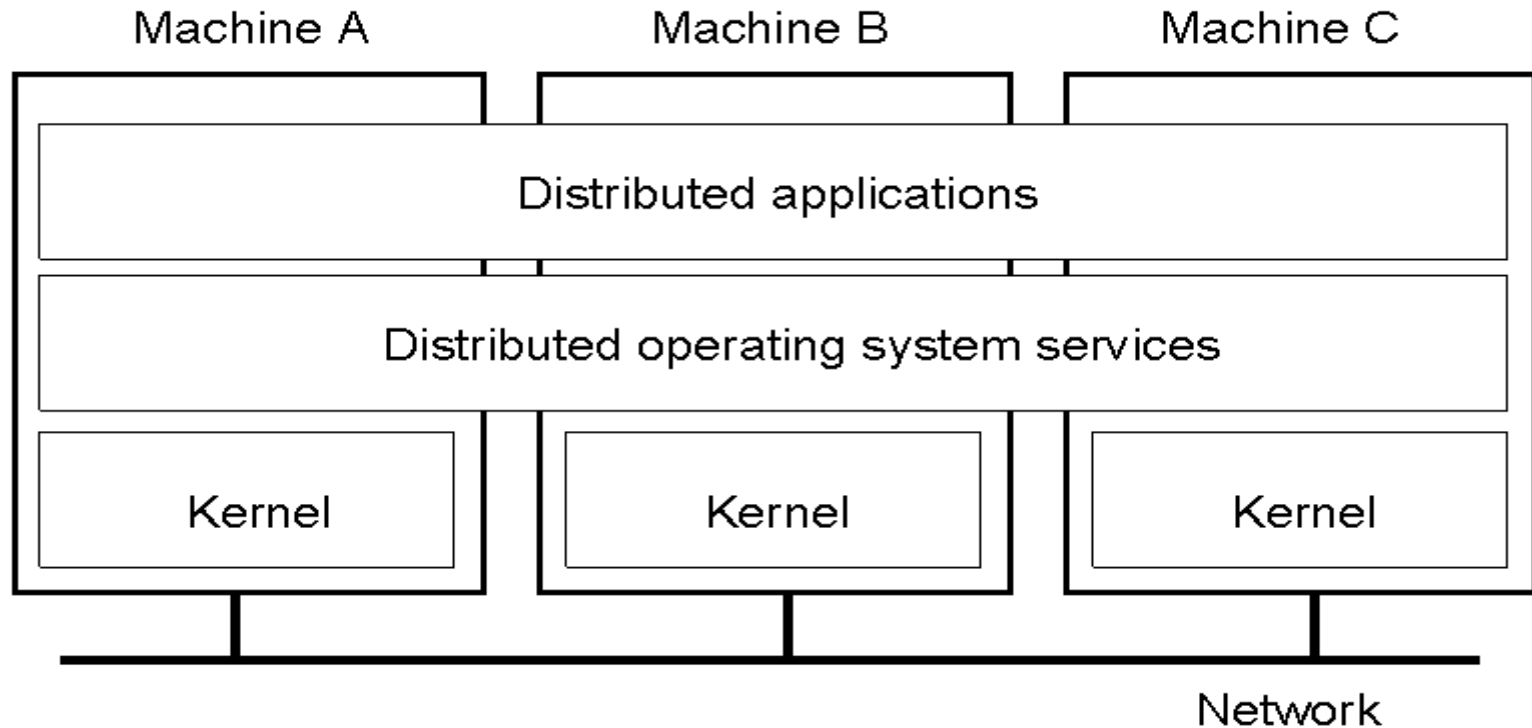 Machine A
Machine B
Machine C
Distributed applications
Distributed operating system services
Kernel
Kernel
Kernel
Network